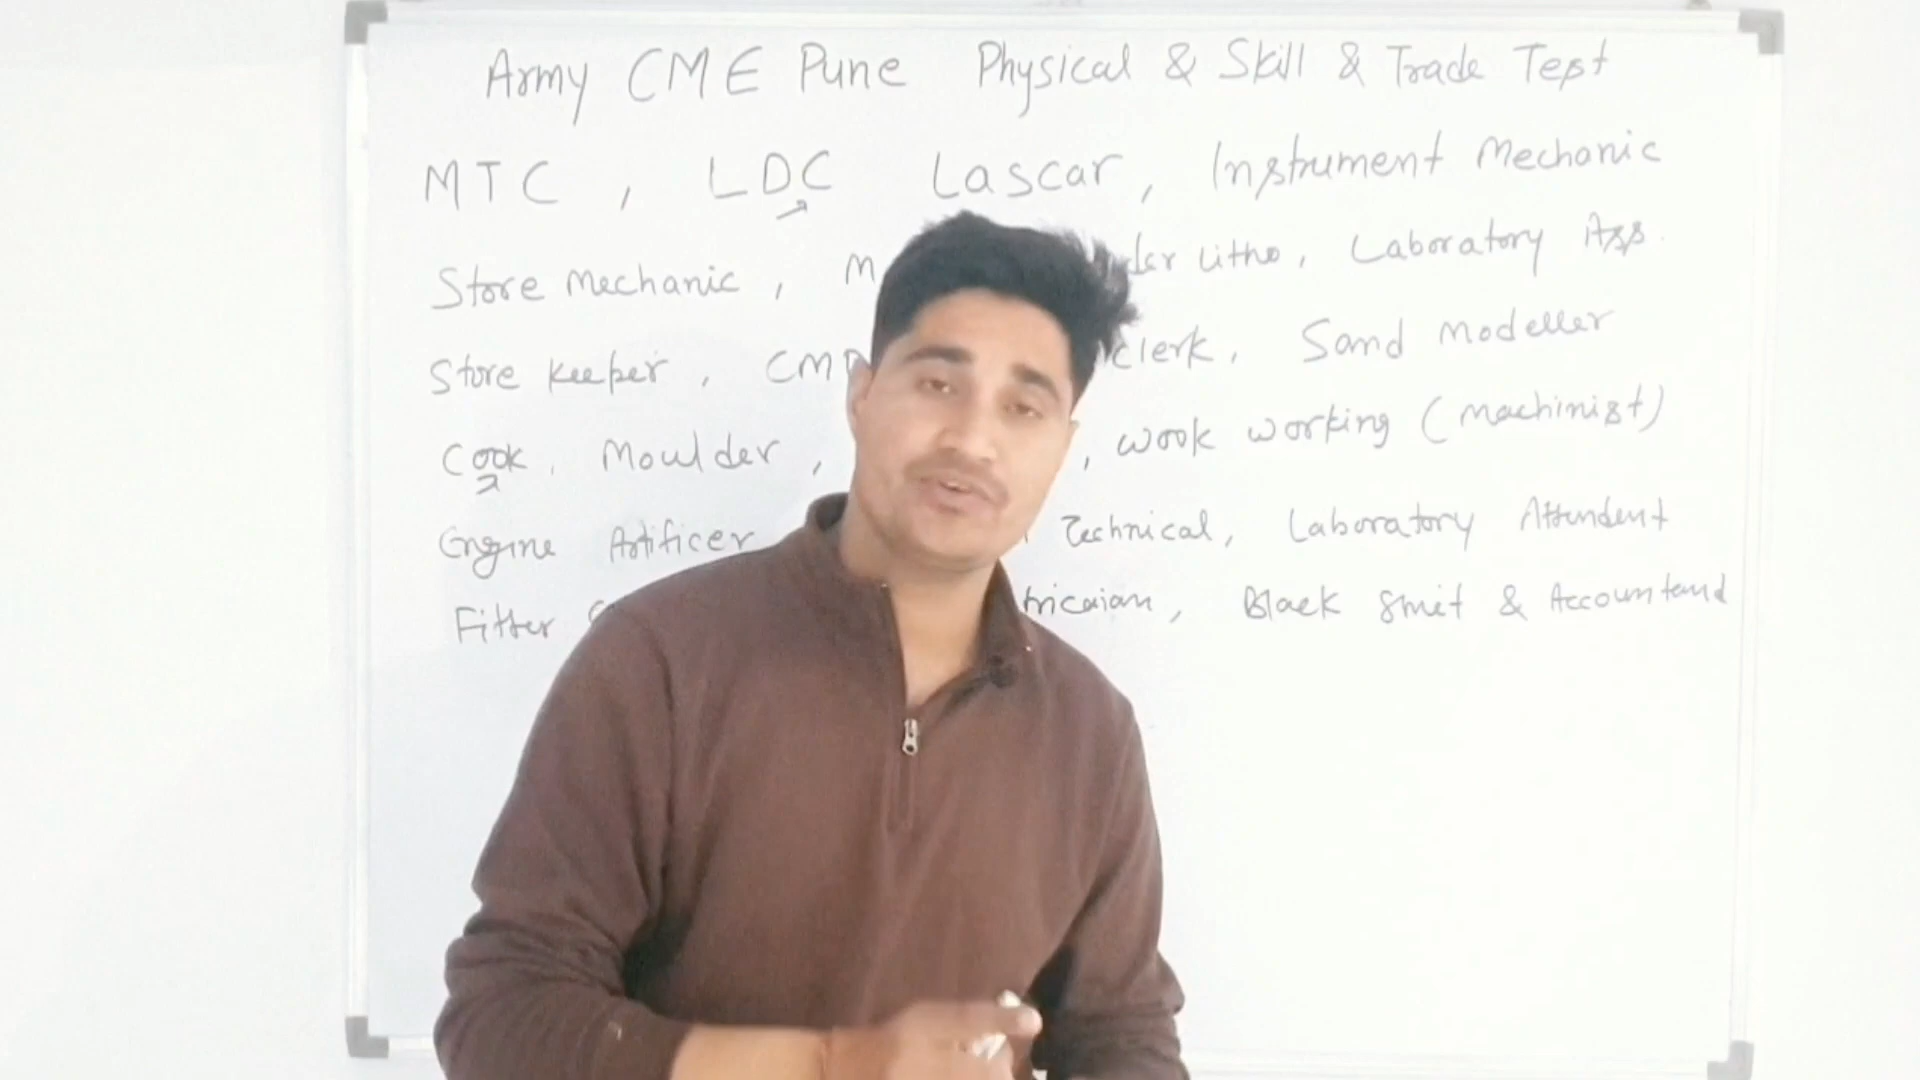 Army CME Pune Physical & Skill & Trade Test
MTC , LDC Lascar , Instrument Mechanic
Store Mechanic , Litho , Laboratory Ass.
Store Keeper , clerk , Sand Modeller
Cook , Moulder , , Wook Working (Machinist)
Engine Artificer Technical , Laboratory Attendent
Fitter , Black Smit & Accountand